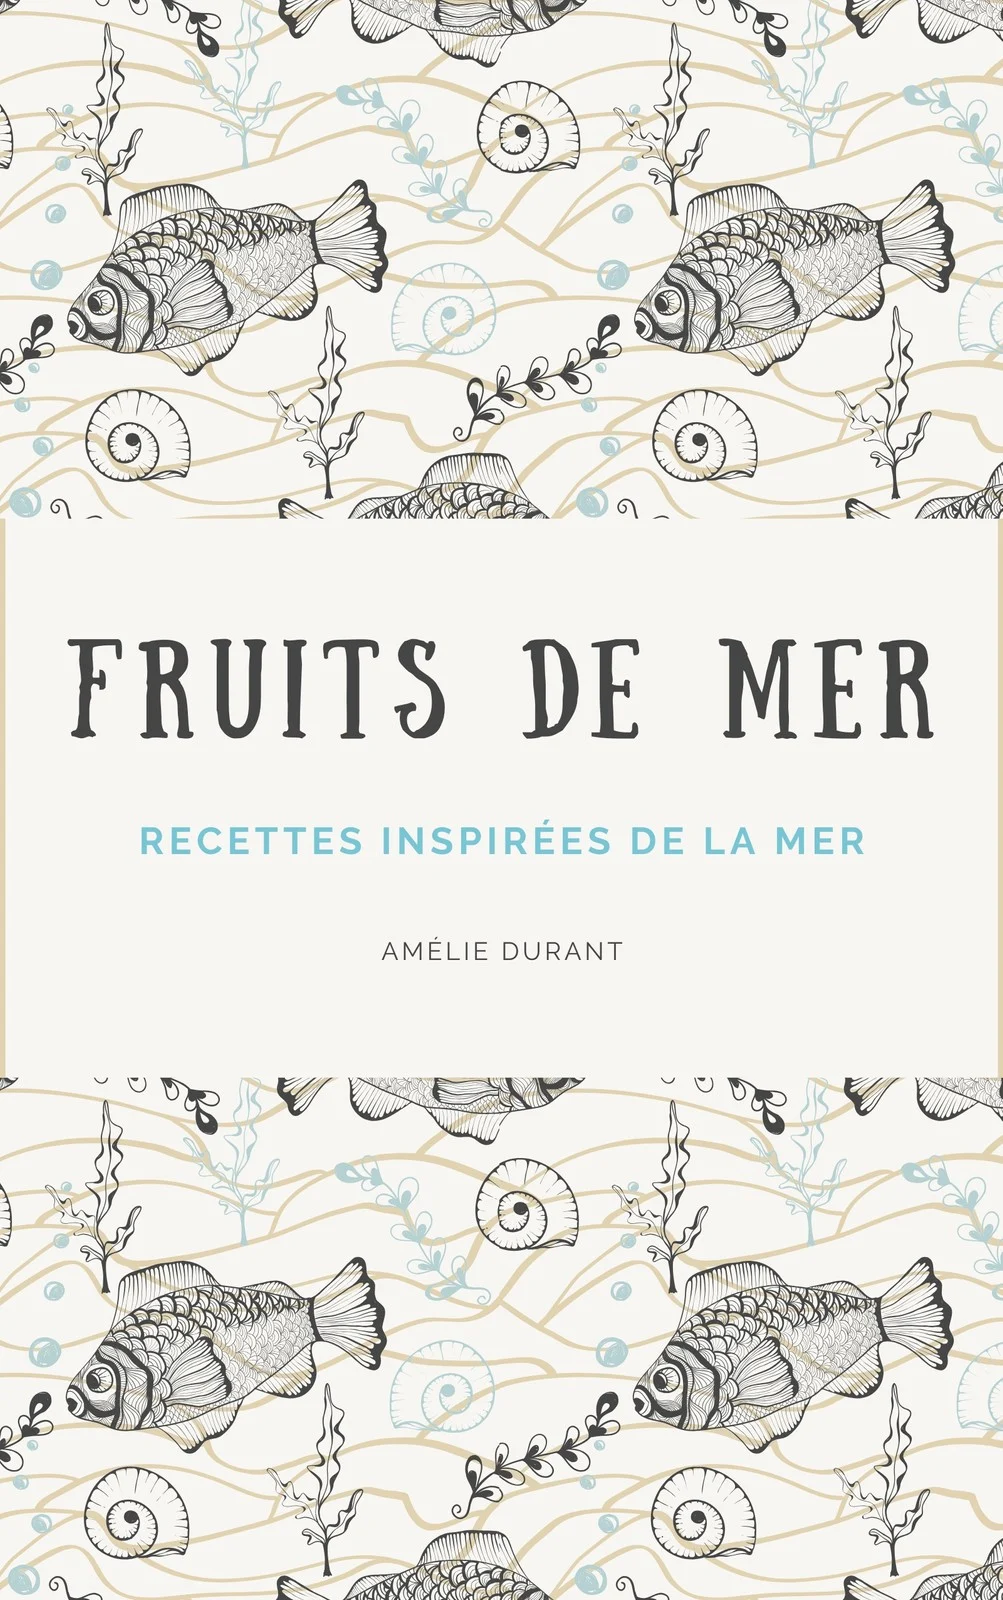 FRUITS DE MER
RECETTES INSPIRÉES DE LA MER
AMÉLIE DURANT